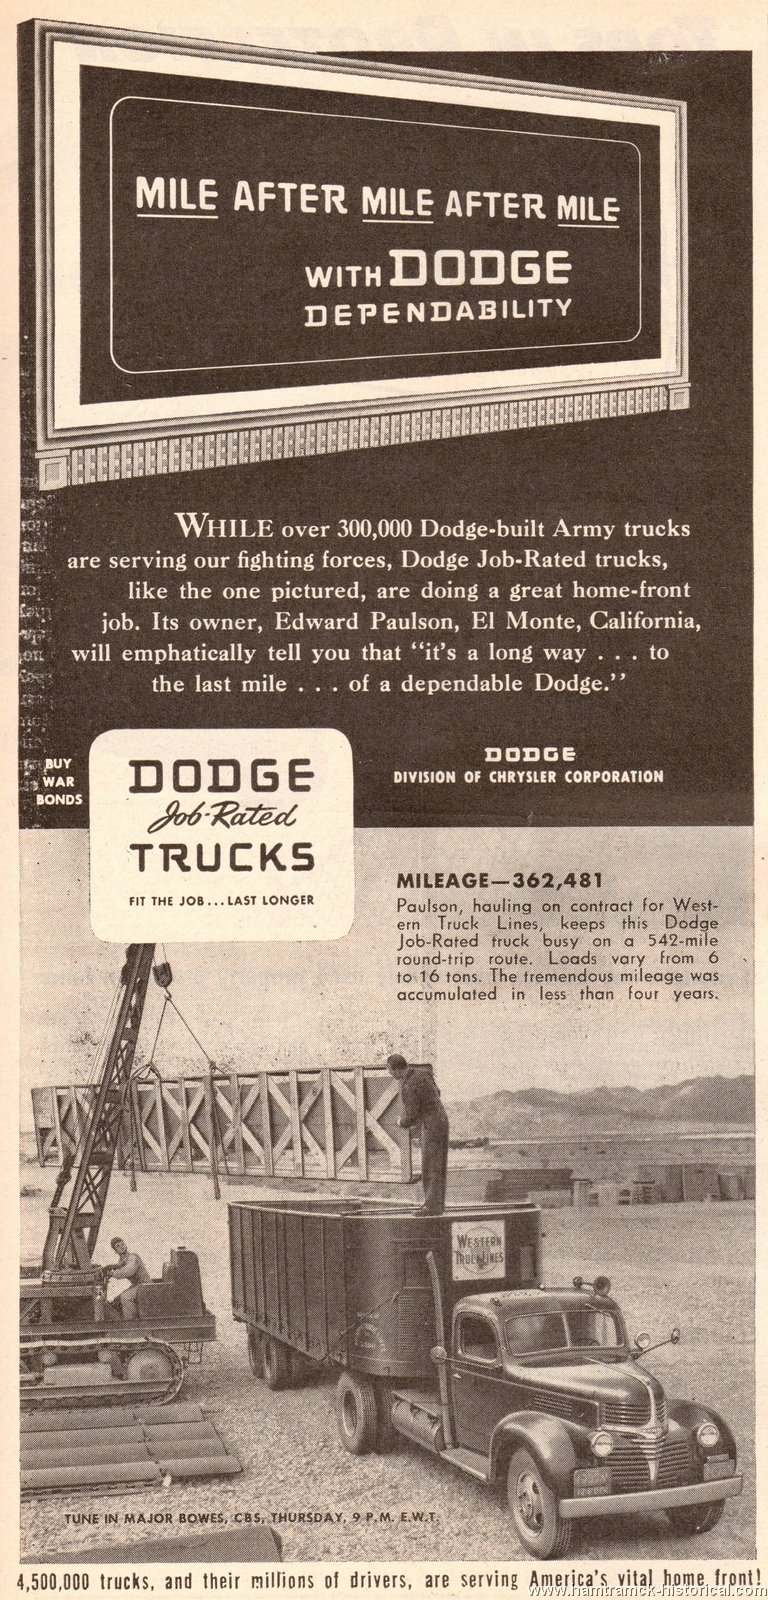 MILE AFTER MILE AFTER MILE
WITH DODGE
DEPENDABILITY
WHILE over 300,000 Dodge-built Army trucks
are serving our fighting forces, Dodge Job-Rated trucks,
like the one pictured, are doing a great home-front
job. Its owner, Edward Paulson, El Monte, California,
will emphatically tell you that "it's a long way . . . to
the last mile . . . of a dependable Dodge."
BUY
WAR
BONDS
DODGE
Job-Rated
TRUCKS
FIT THE JOB... LAST LONGER
DODGE
DIVISION OF CHRYSLER CORPORATION
MILEAGE—362,481
Paulson, hauling on contract for West-
ern Truck Lines, keeps this Dodge
Job-Rated truck busy on a 542-mile
round-trip route. Loads vary from 6
to 16 tons. The tremendous mileage was
accumulated in less than four years.
WESTERN
TRUCK LINES
TUNE IN MAJOR BOWES, CBS, THURSDAY, 9 P.M. E.W.T.
4,500,000 trucks, and their millions of drivers, are serving America's vital home front!
www.hamtramck-historical.com